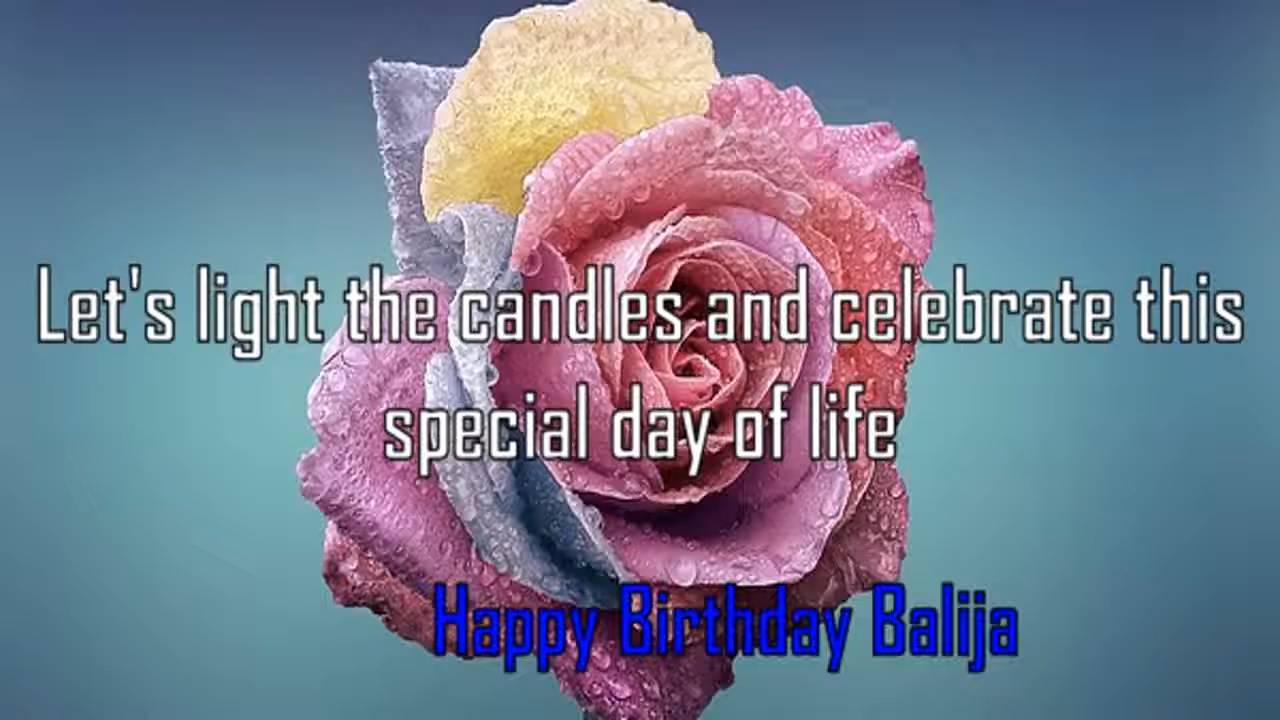 Let's light the candles and celebrate this
special day of life
Happy Birthday Balija